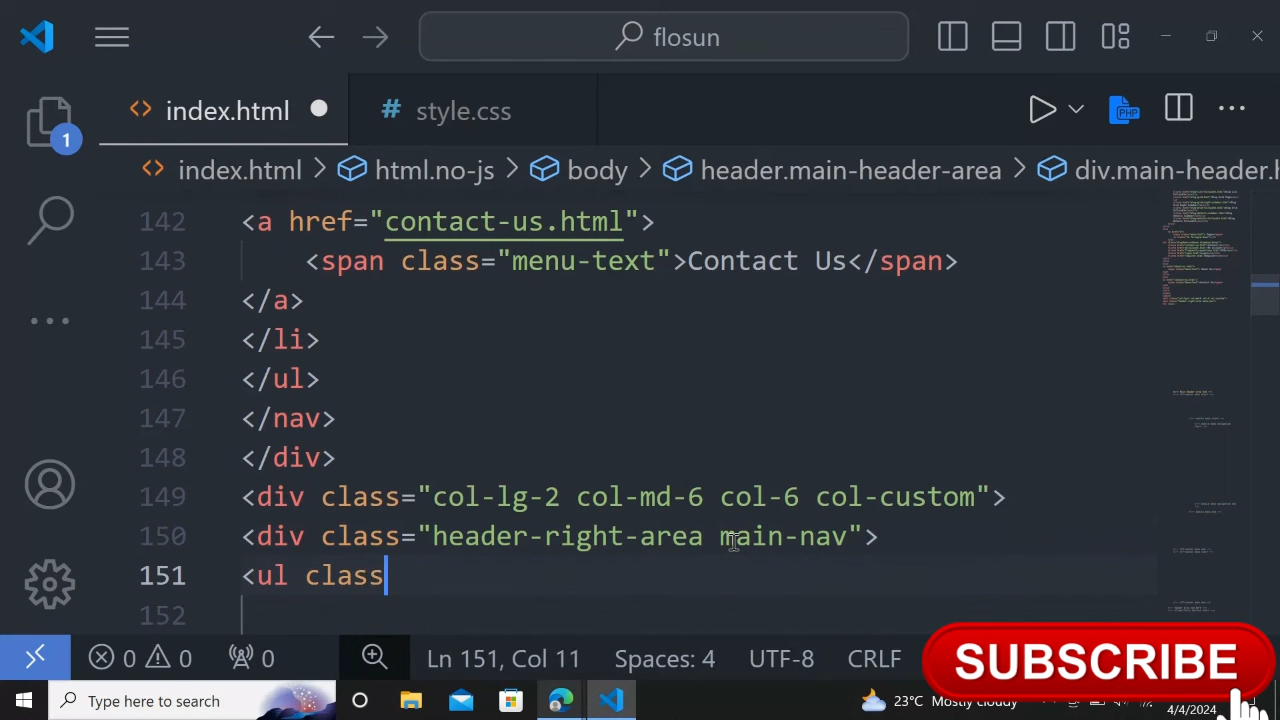 flosun
index.html
# style.css
PHP
1
index.html > html.no-js > body > header.main-header-area > div.main-header.
142 <a href="contact-us.html">
143 <span class="menu-text">Contact Us</span>
144 </a>
145 </li>
146 </ul>
147 </nav>
148 </div>
149 <div class="col-lg-2 col-md-6 col-6 col-custom">
150 <div class="header-right-area main-nav">
151 <ul class
152
0 0 0 Ln 151, Col 11 Spaces: 4 UTF-8 CRLF
SUBSCRIBE
Type here to search 23°C Mostly cloudy
4/4/2024